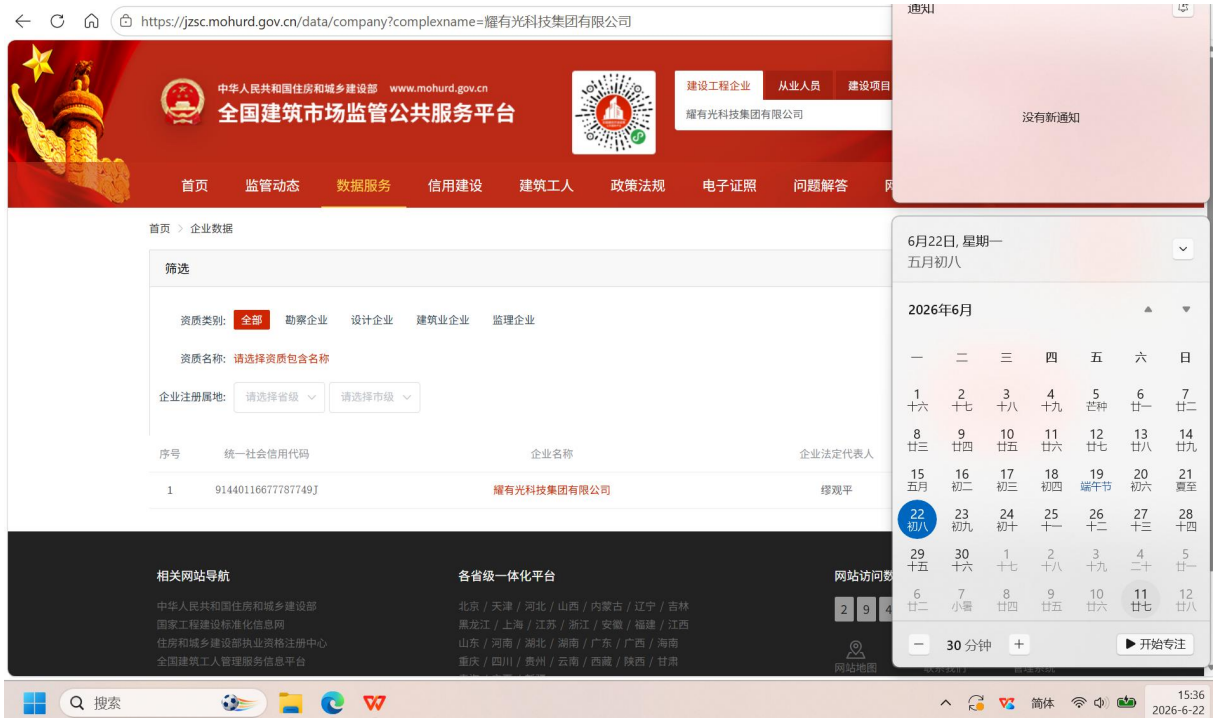 https://jzsc.mohurd.gov.cn/data/company?complexname=耀有光科技集团有限公司
中华人民共和国住房和城乡建设部 www.mohurd.gov.cn
全国建筑市场监管公共服务平台
建设工程企业 从业人员 建设项目
耀有光科技集团有限公司
首页 监管动态 数据服务 信用建设 建筑工人 政策法规 电子证照 问题解答
首页 > 企业数据
筛选
资质类别: 全部 勘察企业 设计企业 建筑业企业 监理企业
资质名称: 请选择资质包含名称
企业注册属地: 请选择省级 请选择市级
序号 统一社会信用代码 企业名称 企业法定代表人
1 91440116677787749J 耀有光科技集团有限公司 缪观平
相关网站导航
中华人民共和国住房和城乡建设部
国家工程建设标准化信息网
住房和城乡建设部执业资格注册中心
全国建筑工人管理服务信息平台
各省级一体化平台
北京 / 天津 / 河北 / 山西 / 内蒙古 / 辽宁 / 吉林
黑龙江 / 上海 / 江苏 / 浙江 / 安徽 / 福建 / 江西
山东 / 河南 / 湖北 / 湖南 / 广东 / 广西 / 海南
重庆 / 四川 / 贵州 / 云南 / 西藏 / 陕西 / 甘肃
网站访问数
2 9 4
网站地图
通知
没有新通知
6月22日, 星期一
五月初八
2026年6月
一 二 三 四 五 六 日
1 2 3 4 5 6 7
十六 十七 十八 十九 芒种 廿一 廿二
8 9 10 11 12 13 14
廿三 廿四 廿五 廿六 廿七 廿八 廿九
15 16 17 18 19 20 21
五月 初二 初三 初四 端午节 初六 夏至
22 23 24 25 26 27 28
初八 初九 初十 十一 十二 十三 十四
29 30 1 2 3 4 5
十五 十六 十七 十八 十九 二十 廿一
6 7 8 9 10 11 12
廿二 小暑 廿四 廿五 廿六 廿七 廿八
30 分钟
开始专注
搜索
简体
15:36
2026-6-22